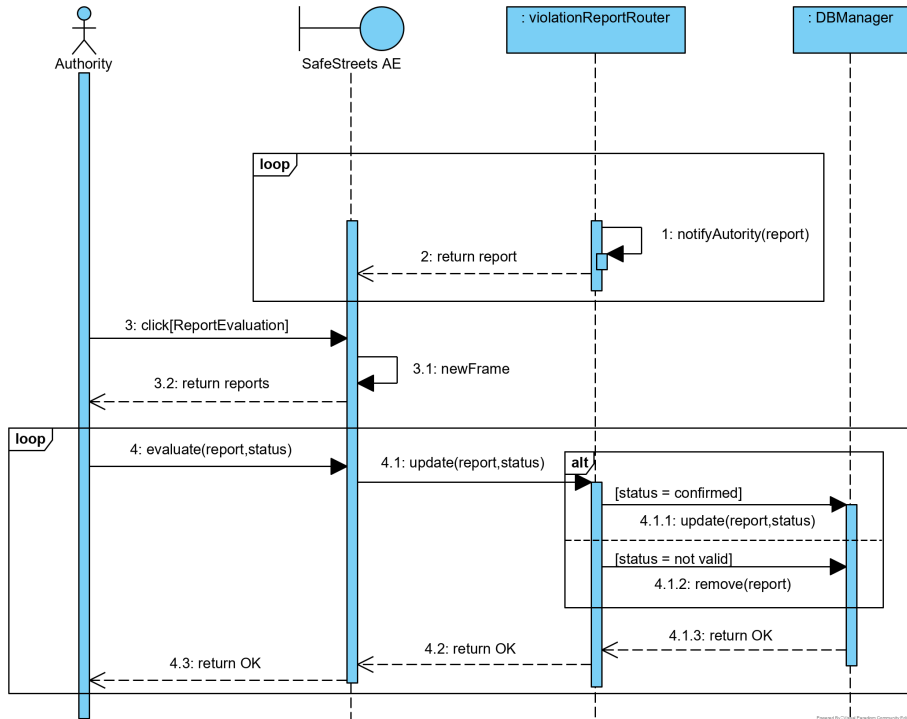 : violationReportRouter
: DBManager
Authority
SafeStreets AE
loop
1: notifyAutority(report)
2: return report
3: click[ReportEvaluation]
3.1: newFrame
3.2: return reports
loop
4: evaluate(report,status)
4.1: update(report,status)
alt
[status = confirmed]
4.1.1: update(report,status)
[status = not valid]
4.1.2: remove(report)
4.1.3: return OK
4.2: return OK
4.3: return OK